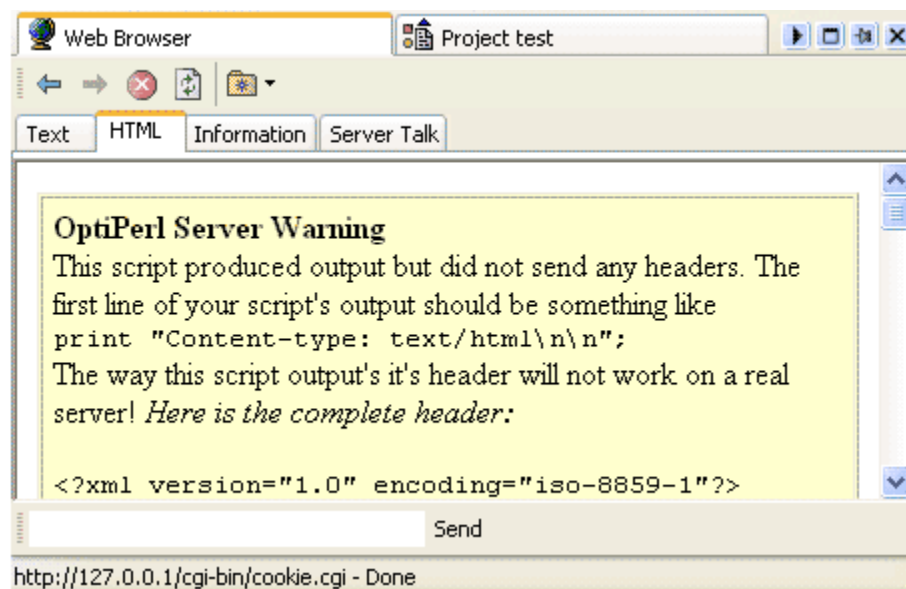 Web Browser
Project test
Text
HTML
Information
Server Talk
OptiPerl Server Warning
This script produced output but did not send any headers. The
first line of your script's output should be something like
print "Content-type: text/html\n\n";
The way this script output's it's header will not work on a real
server! Here is the complete header:
<?xml version="1.0" encoding="iso-8859-1"?>
Send
http://127.0.0.1/cgi-bin/cookie.cgi - Done